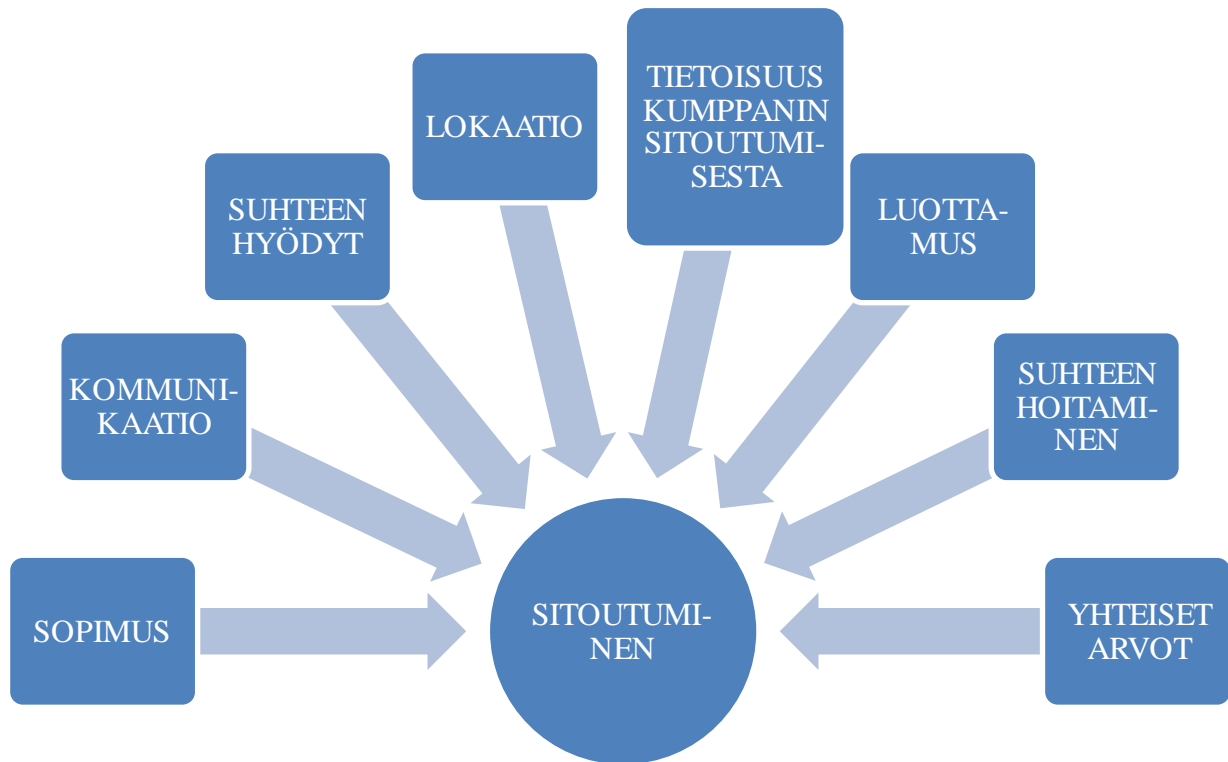 TIETOISUUS
KUMPPANIN
SITOUTUMI-
SESTA
LOKAATIO
SUHTEEN
HYÖDYT
LUOTTA-
MUS
KOMMUNI-
KAATIO
SUHTEEN
HOITAMI-
NEN
SOPIMUS
SITOUTUMI-
NEN
YHTEISET
ARVOT